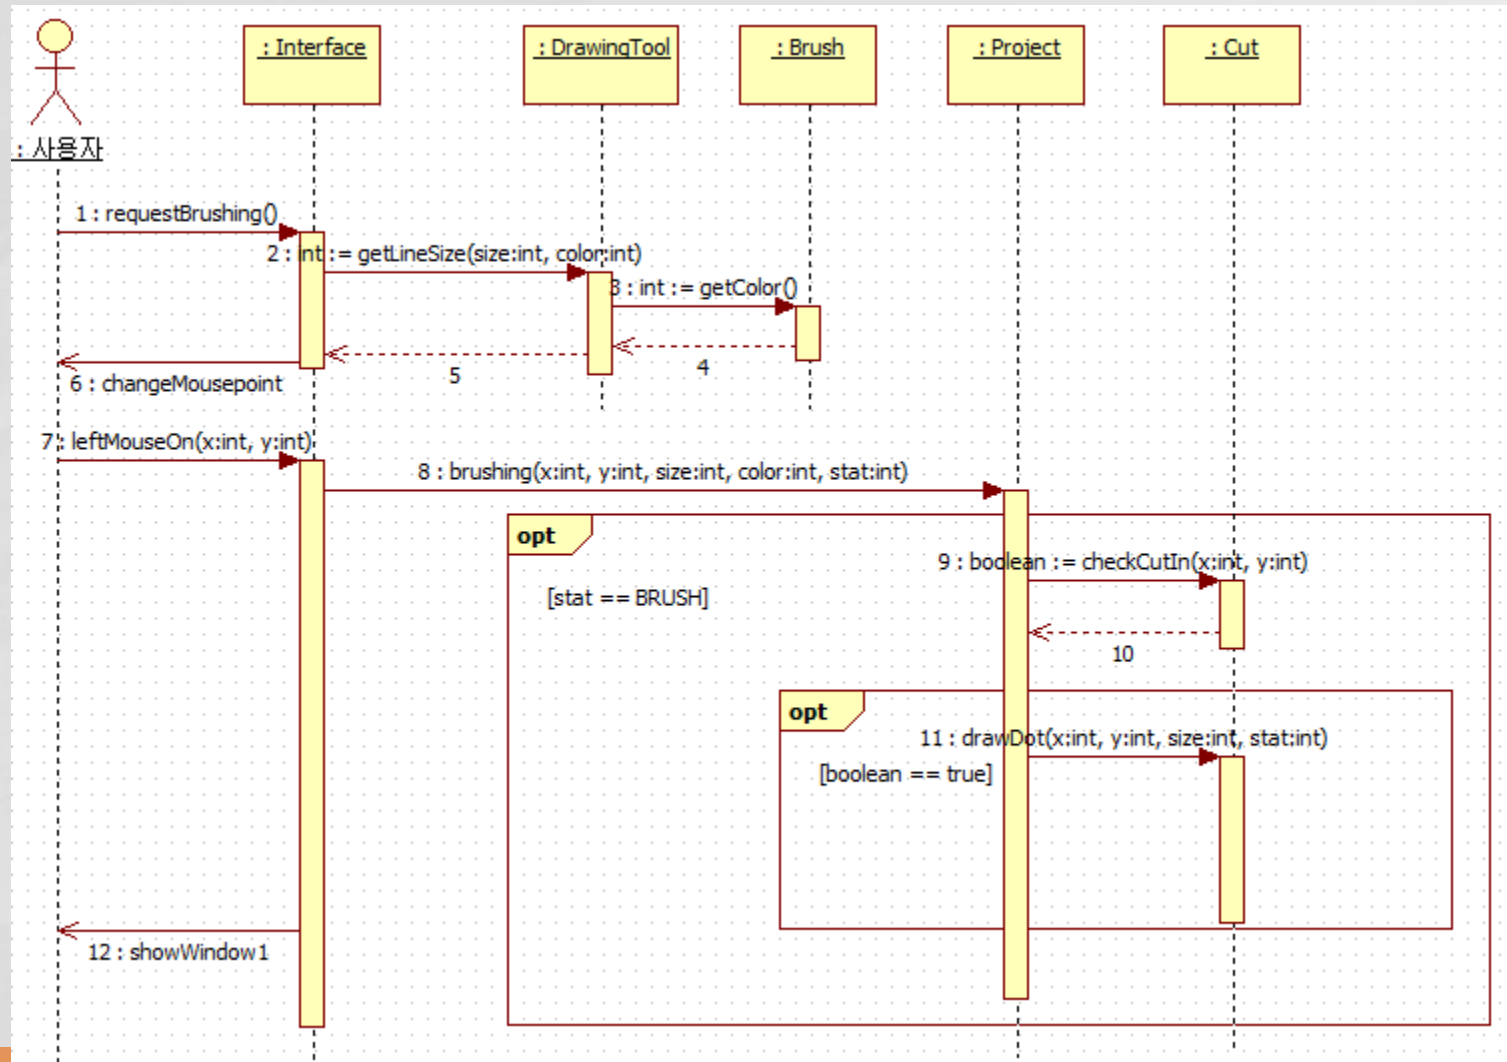 : Interface
: DrawingTool
: Brush
: Project
: Cut
: 사용자
1 : requestBrushing()
2 : int := getLineSize(size:int, color:int)
3 : int := getColor()
4
5
6 : changeMousepoint
7 : leftMouseOn(x:int, y:int)
8 : brushing(x:int, y:int, size:int, color:int, stat:int)
opt
[stat == BRUSH]
9 : boolean := checkCutIn(x:int, y:int)
10
opt
11 : drawDot(x:int, y:int, size:int, stat:int)
[boolean == true]
12 : showWindow1